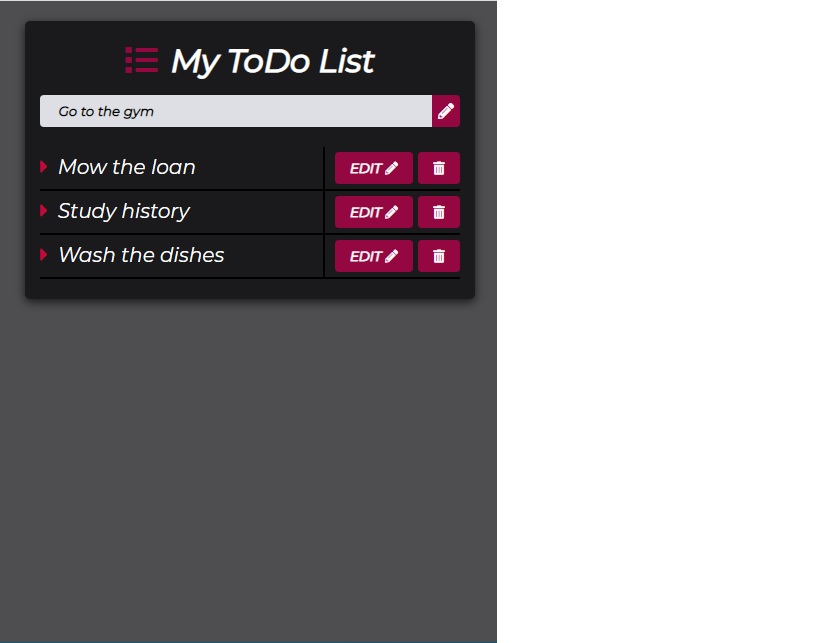 My ToDo List
Go to the gym
Mow the loan EDIT
Study history EDIT
Wash the dishes EDIT